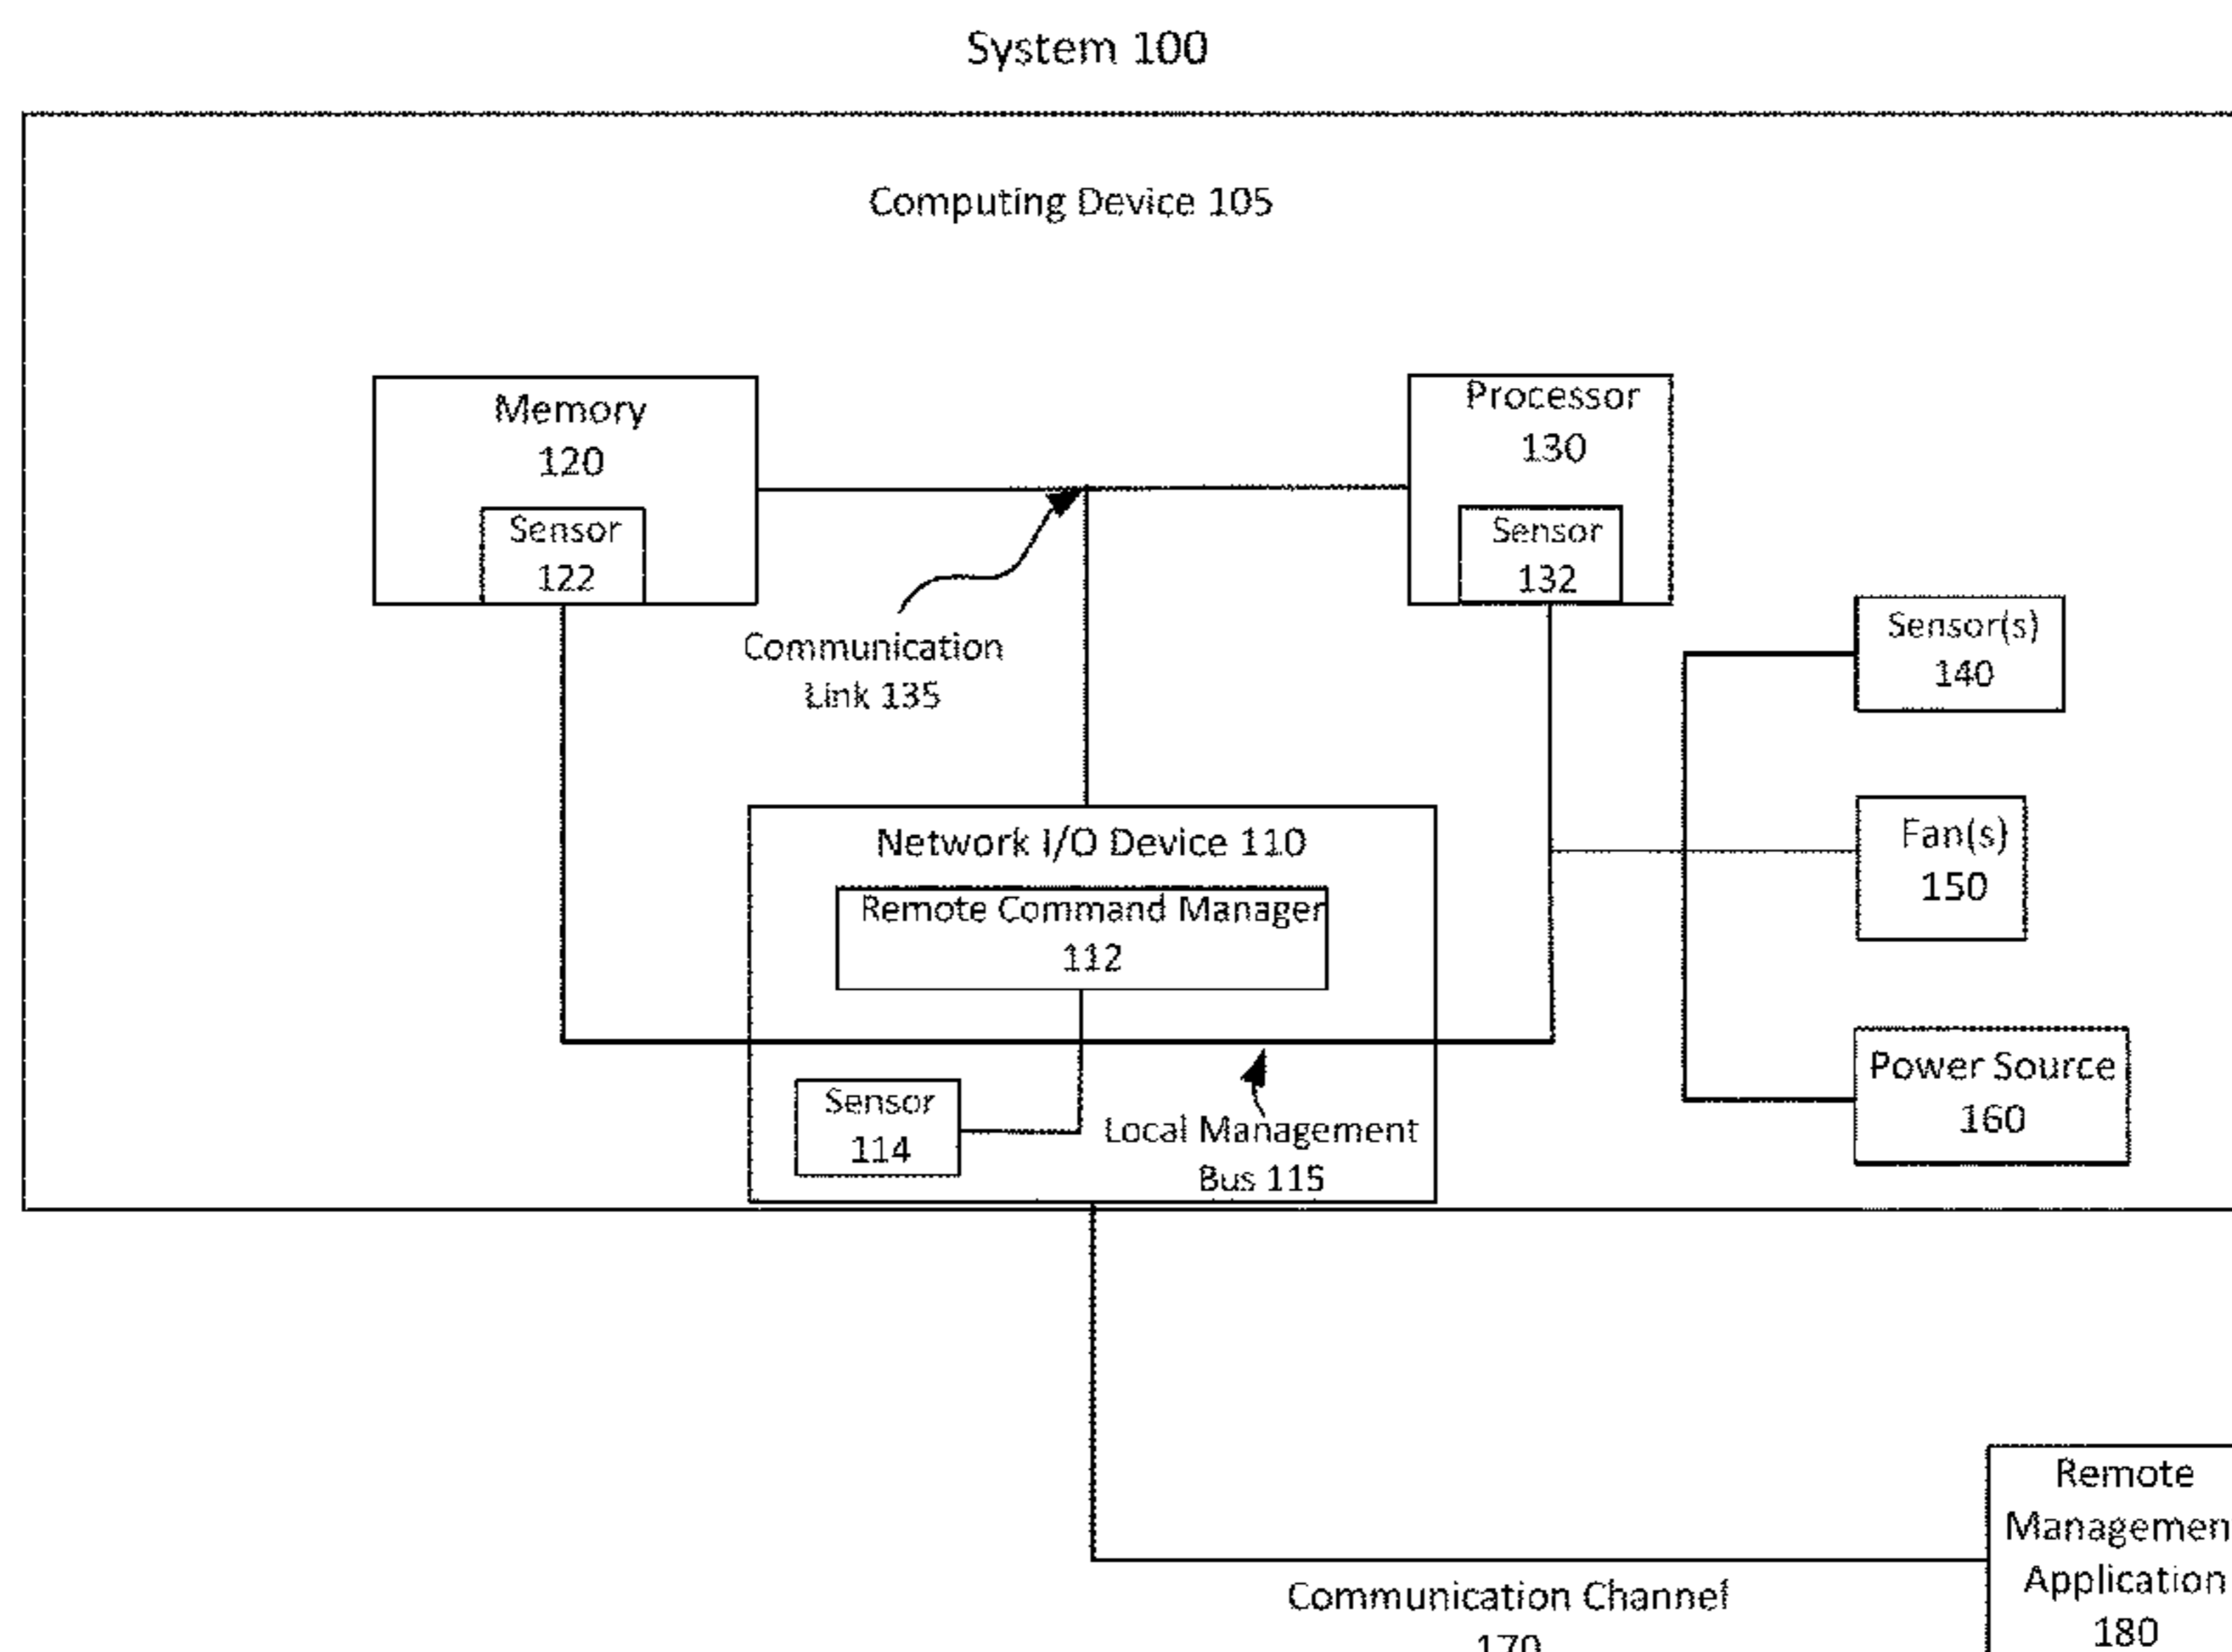 System 100
Computing Device 105
Memory
120
Sensor
122
Processor
130
Sensor
132
Communication
Link 135
Sensor(s)
140
Fan(s)
150
Power Source
160
Network I/O Device 110
Remote Command Manager
112
Sensor
114
Local Management
Bus 115
Communication Channel
170
Remote
Managemen
Application
180